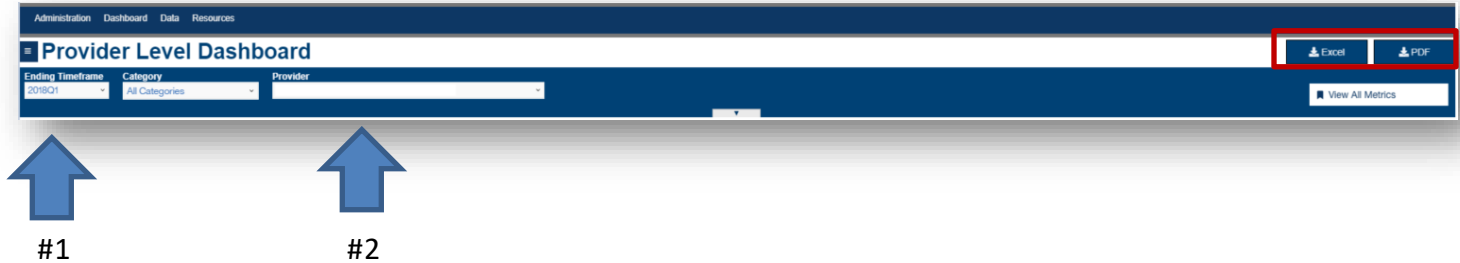 Administration Dashboard Data Resources
Provider Level Dashboard
Excel PDF
Ending Timeframe Category Provider
2018Q1 All Categories
View All Metrics
#1 #2